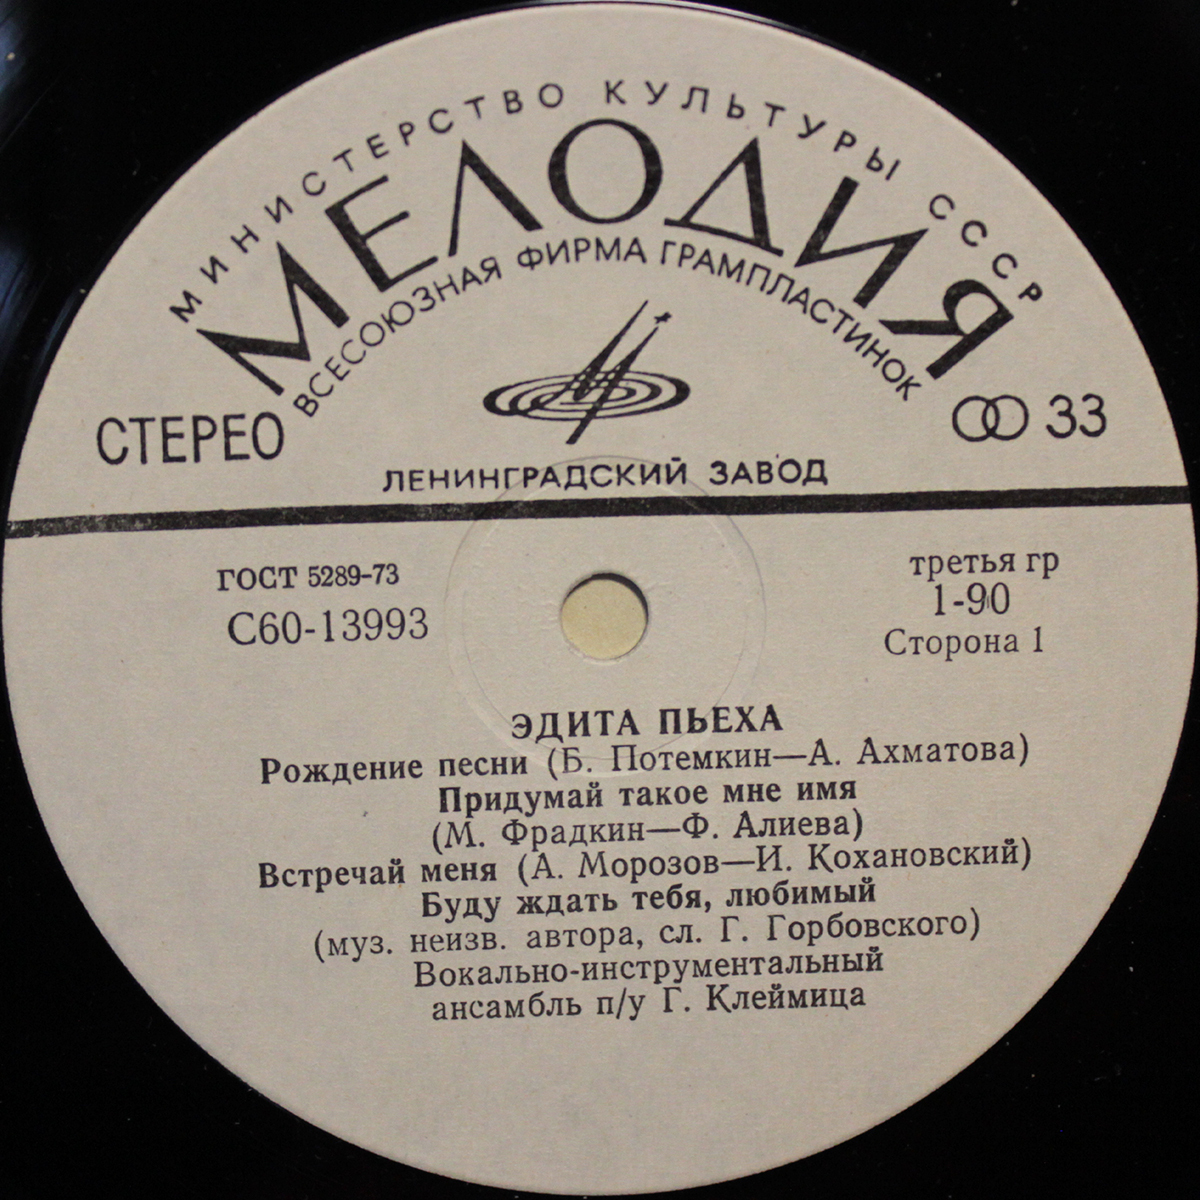 МИНИСТЕРСТВО КУЛЬТУРЫ СССР
МЕЛОДИЯ
ВСЕСОЮЗНАЯ ФИРМА ГРАМПЛАСТИНОК
СТЕРЕО
33
ЛЕНИНГРАДСКИЙ ЗАВОД
ГОСТ 5289-73
С60-13993
третья гр
1-90
Сторона 1
ЭДИТА ПЬЕХА
Рождение песни (Б. Потемкин—А. Ахматова)
Придумай такое мне имя
(М. Фрадкин—Ф. Алиева)
Встречай меня (А. Морозов—И. Кохановский)
Буду ждать тебя, любимый
(муз. неизв. автора, сл. Г. Горбовского)
Вокально-инструментальный
ансамбль п/у Г. Клеймица